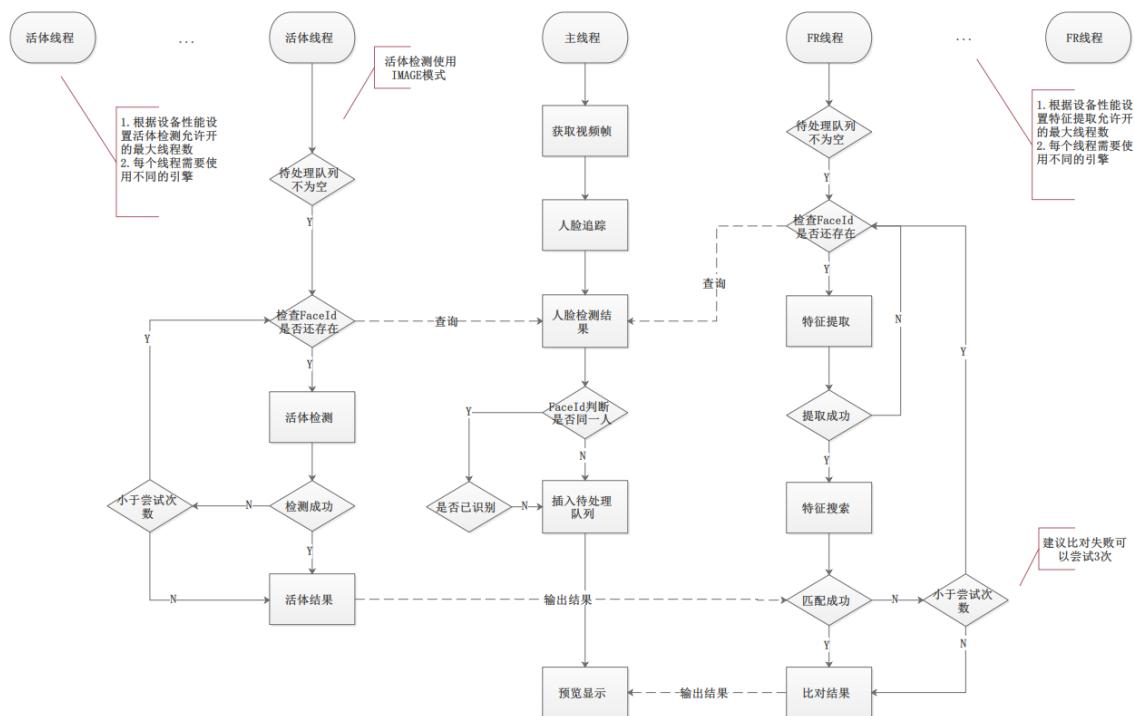 活体线程
...
活体线程
主线程
FR线程
...
FR线程
活体检测使用
IMAGE模式
1.根据设备性能设
置活体检测允许开
的最大线程数
2.每个线程需要使
用不同的引擎
获取视频帧
待处理队列
不为空
Y
1.根据设备性能设
置特征提取允许开
的最大线程数
2.每个线程需要使
用不同的引擎
待处理队列
不为空
Y
人脸追踪
检查FaceId
是否还存在
查询
Y
检查FaceId
是否还存在
查询
Y
Y
人脸检测结
果
特征提取
N
Y
活体检测
FaceId判断
是否同一人
Y
N
提取成功
Y
小于尝试次
数
N
检测成功
Y
是否已识别
N
插入待处理
队列
特征搜索
建议比对失败可
以尝试3次
N
活体结果
输出结果
匹配成功
N
小于尝试次
数
Y
N
预览显示
输出结果
比对结果